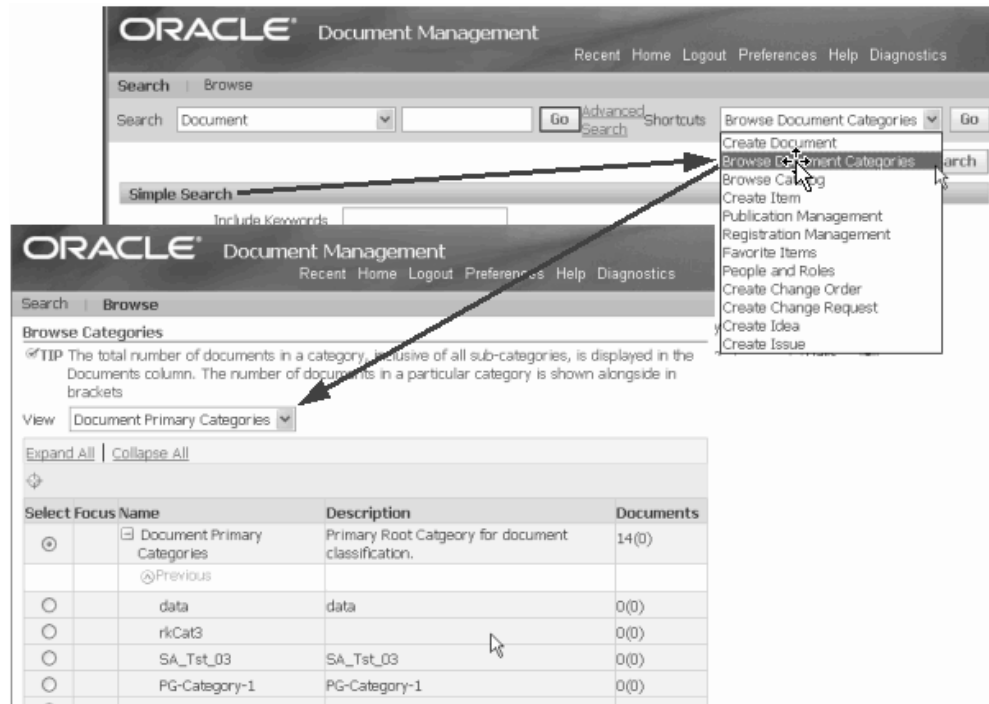 ORACLE® Document Management
Recent Home Logout Preferences Help Diagnostics
Search | Browse
Search Document Go Advanced Search Shortcuts Browse Document Categories Go
Create Document
Browse Document Categories
Browse Catalog
Create Item
Publication Management
Registration Management
Favorite Items
People and Roles
Create Change Order
Create Change Request
Create Idea
Create Issue
arch
Simple Search
Include Keywords
ORACLE® Document Management
Recent Home Logout Preferences Help Diagnostics
Search | Browse
Browse Categories
TIP The total number of documents in a category, inclusive of all sub-categories, is displayed in the
Documents column. The number of documents in a particular category is shown alongside in
brackets
View Document Primary Categories
Expand All | Collapse All
Select Focus Name Description Documents
Document Primary Primary Root Catgeory for document 14(0)
Categories classification.
Previous
data data 0(0)
rkCat3 0(0)
SA_Tst_03 SA_Tst_03 0(0)
PG-Category-1 PG-Category-1 0(0)